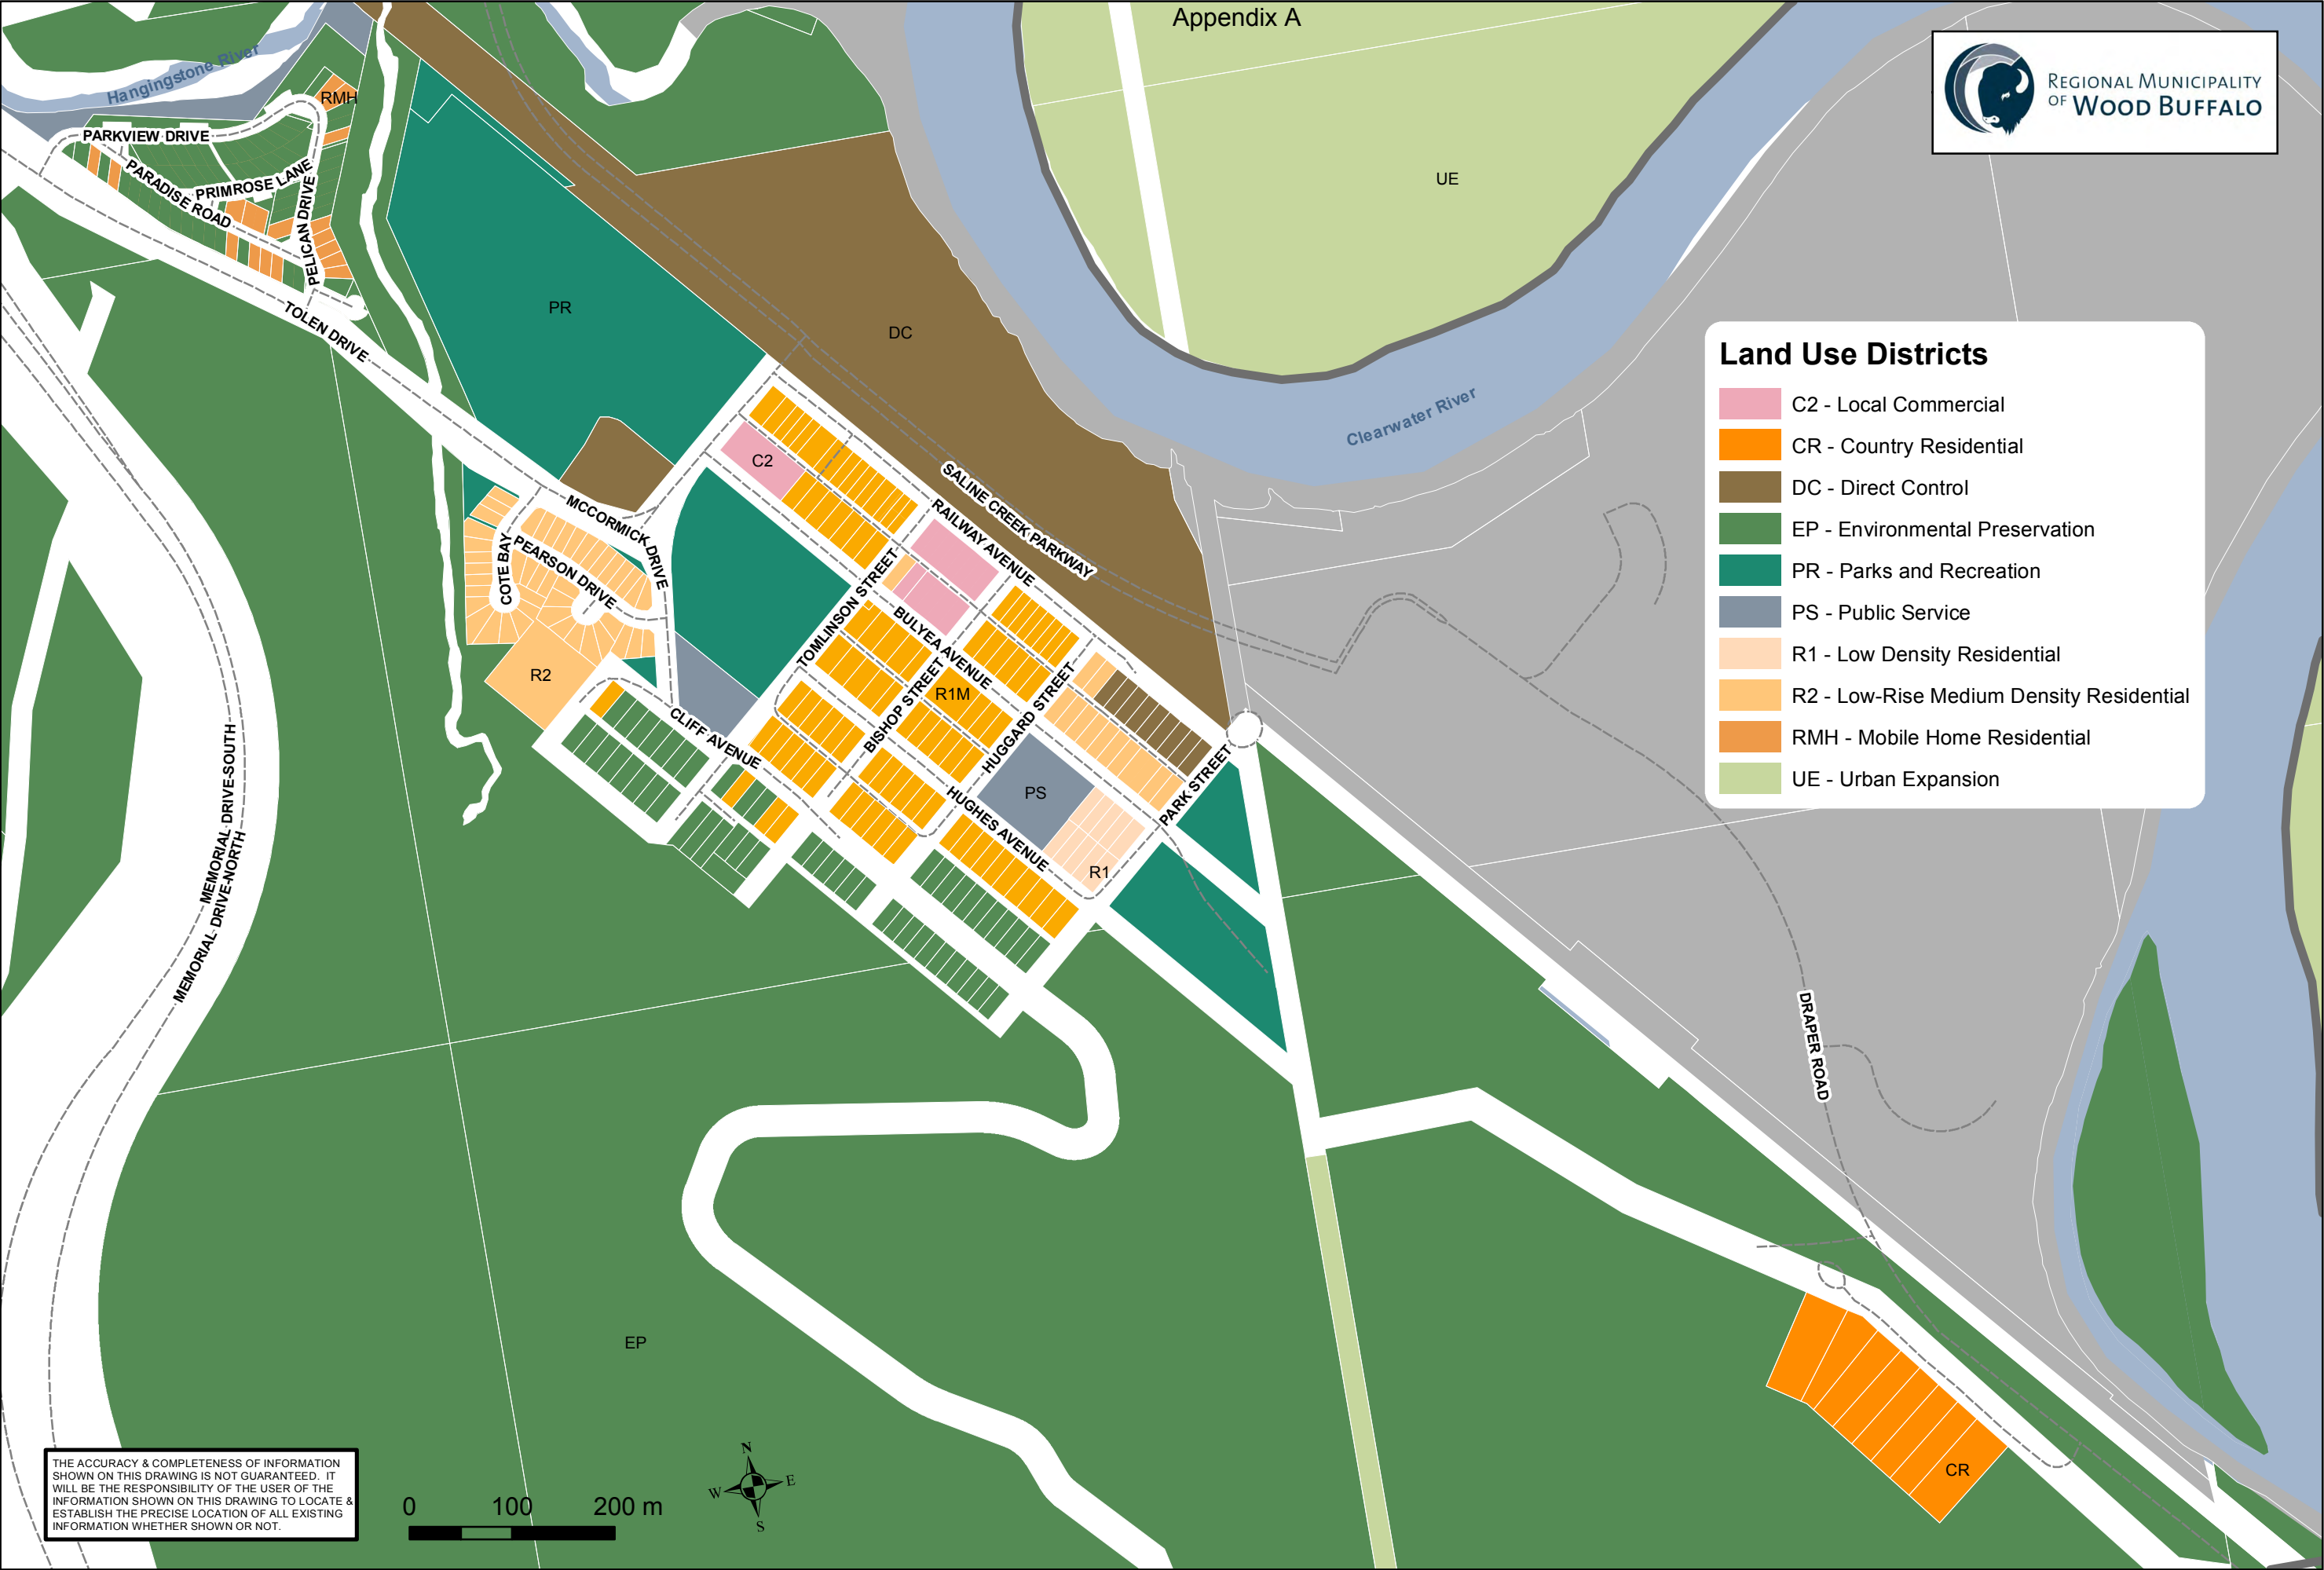 Appendix A
REGIONAL MUNICIPALITY
OF WOOD BUFFALO
Hangingstone River
RMH
PARKVIEW DRIVE
PARADISE ROAD
PRIMROSE LANE
PELICAN DRIVE
TOLEN DRIVE
UE
PR
DC
Clearwater River
Land Use Districts
C2 - Local Commercial
CR - Country Residential
DC - Direct Control
EP - Environmental Preservation
PR - Parks and Recreation
PS - Public Service
R1 - Low Density Residential
R2 - Low-Rise Medium Density Residential
RMH - Mobile Home Residential
UE - Urban Expansion
C2
SALINE CREEK PARKWAY
RAILWAY AVENUE
MCCORMICK DRIVE
COTE BAY
PEARSON DRIVE
TOMLINSON STREET
BULYEA AVENUE
BISHOP STREET
R1M
HUGGARD STREET
R2
CLIFF AVENUE
PARK STREET
PS
HUGHES AVENUE
R1
MEMORIAL DRIVE-SOUTH
MEMORIAL DRIVE-NORTH
DRAPER ROAD
EP
CR
THE ACCURACY & COMPLETENESS OF INFORMATION
SHOWN ON THIS DRAWING IS NOT GUARANTEED. IT
WILL BE THE RESPONSIBILITY OF THE USER OF THE
INFORMATION SHOWN ON THIS DRAWING TO LOCATE &
ESTABLISH THE PRECISE LOCATION OF ALL EXISTING
INFORMATION WHETHER SHOWN OR NOT.
0 100 200 m
N
W E
S